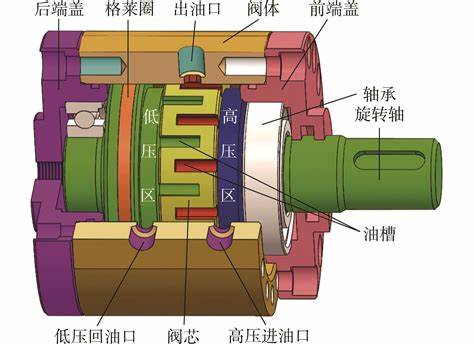 后端盖 格莱圈 出油口 阀体 前端盖
轴承
旋转轴
低压区
高压区
油槽
低压回油口 阀芯 高压进油口